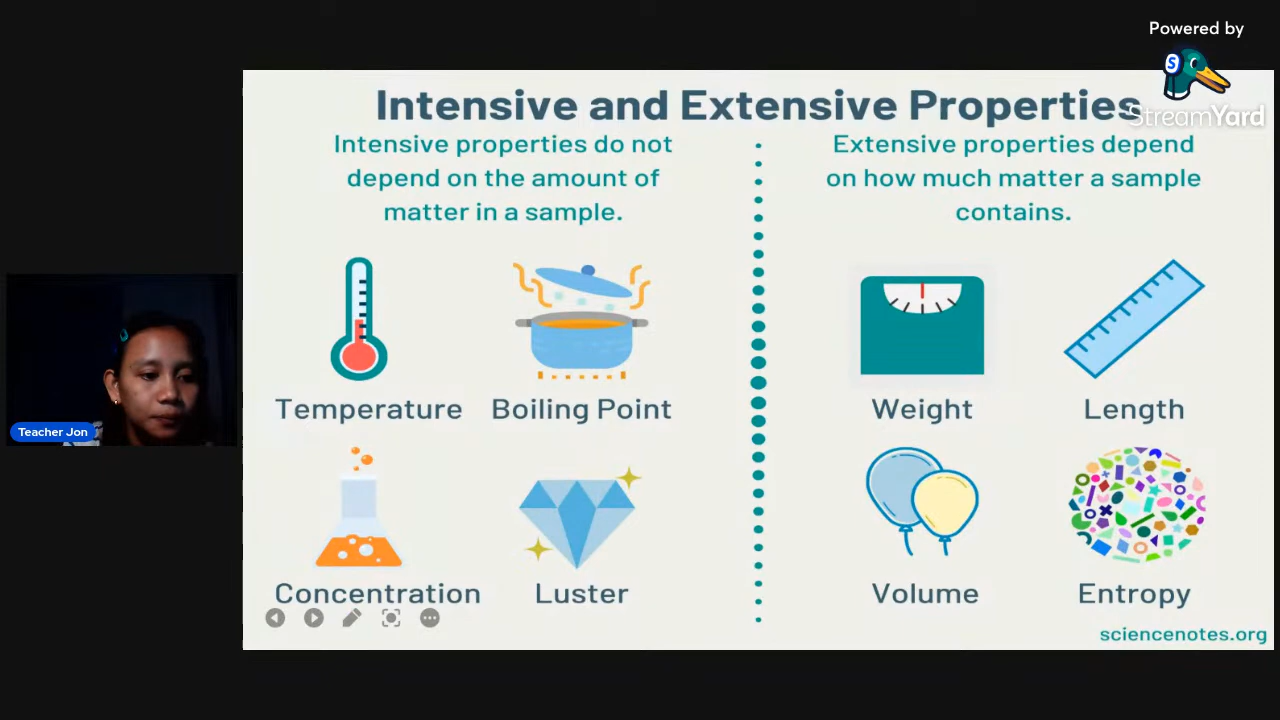 Powered by
S
StreamYard
Intensive and Extensive Properties
Intensive properties do not
depend on the amount of
matter in a sample.
Extensive properties depend
on how much matter a sample
contains.
Temperature
Boiling Point
Weight
Length
Teacher Jon
Concentration
Luster
Volume
Entropy
sciencenotes.org